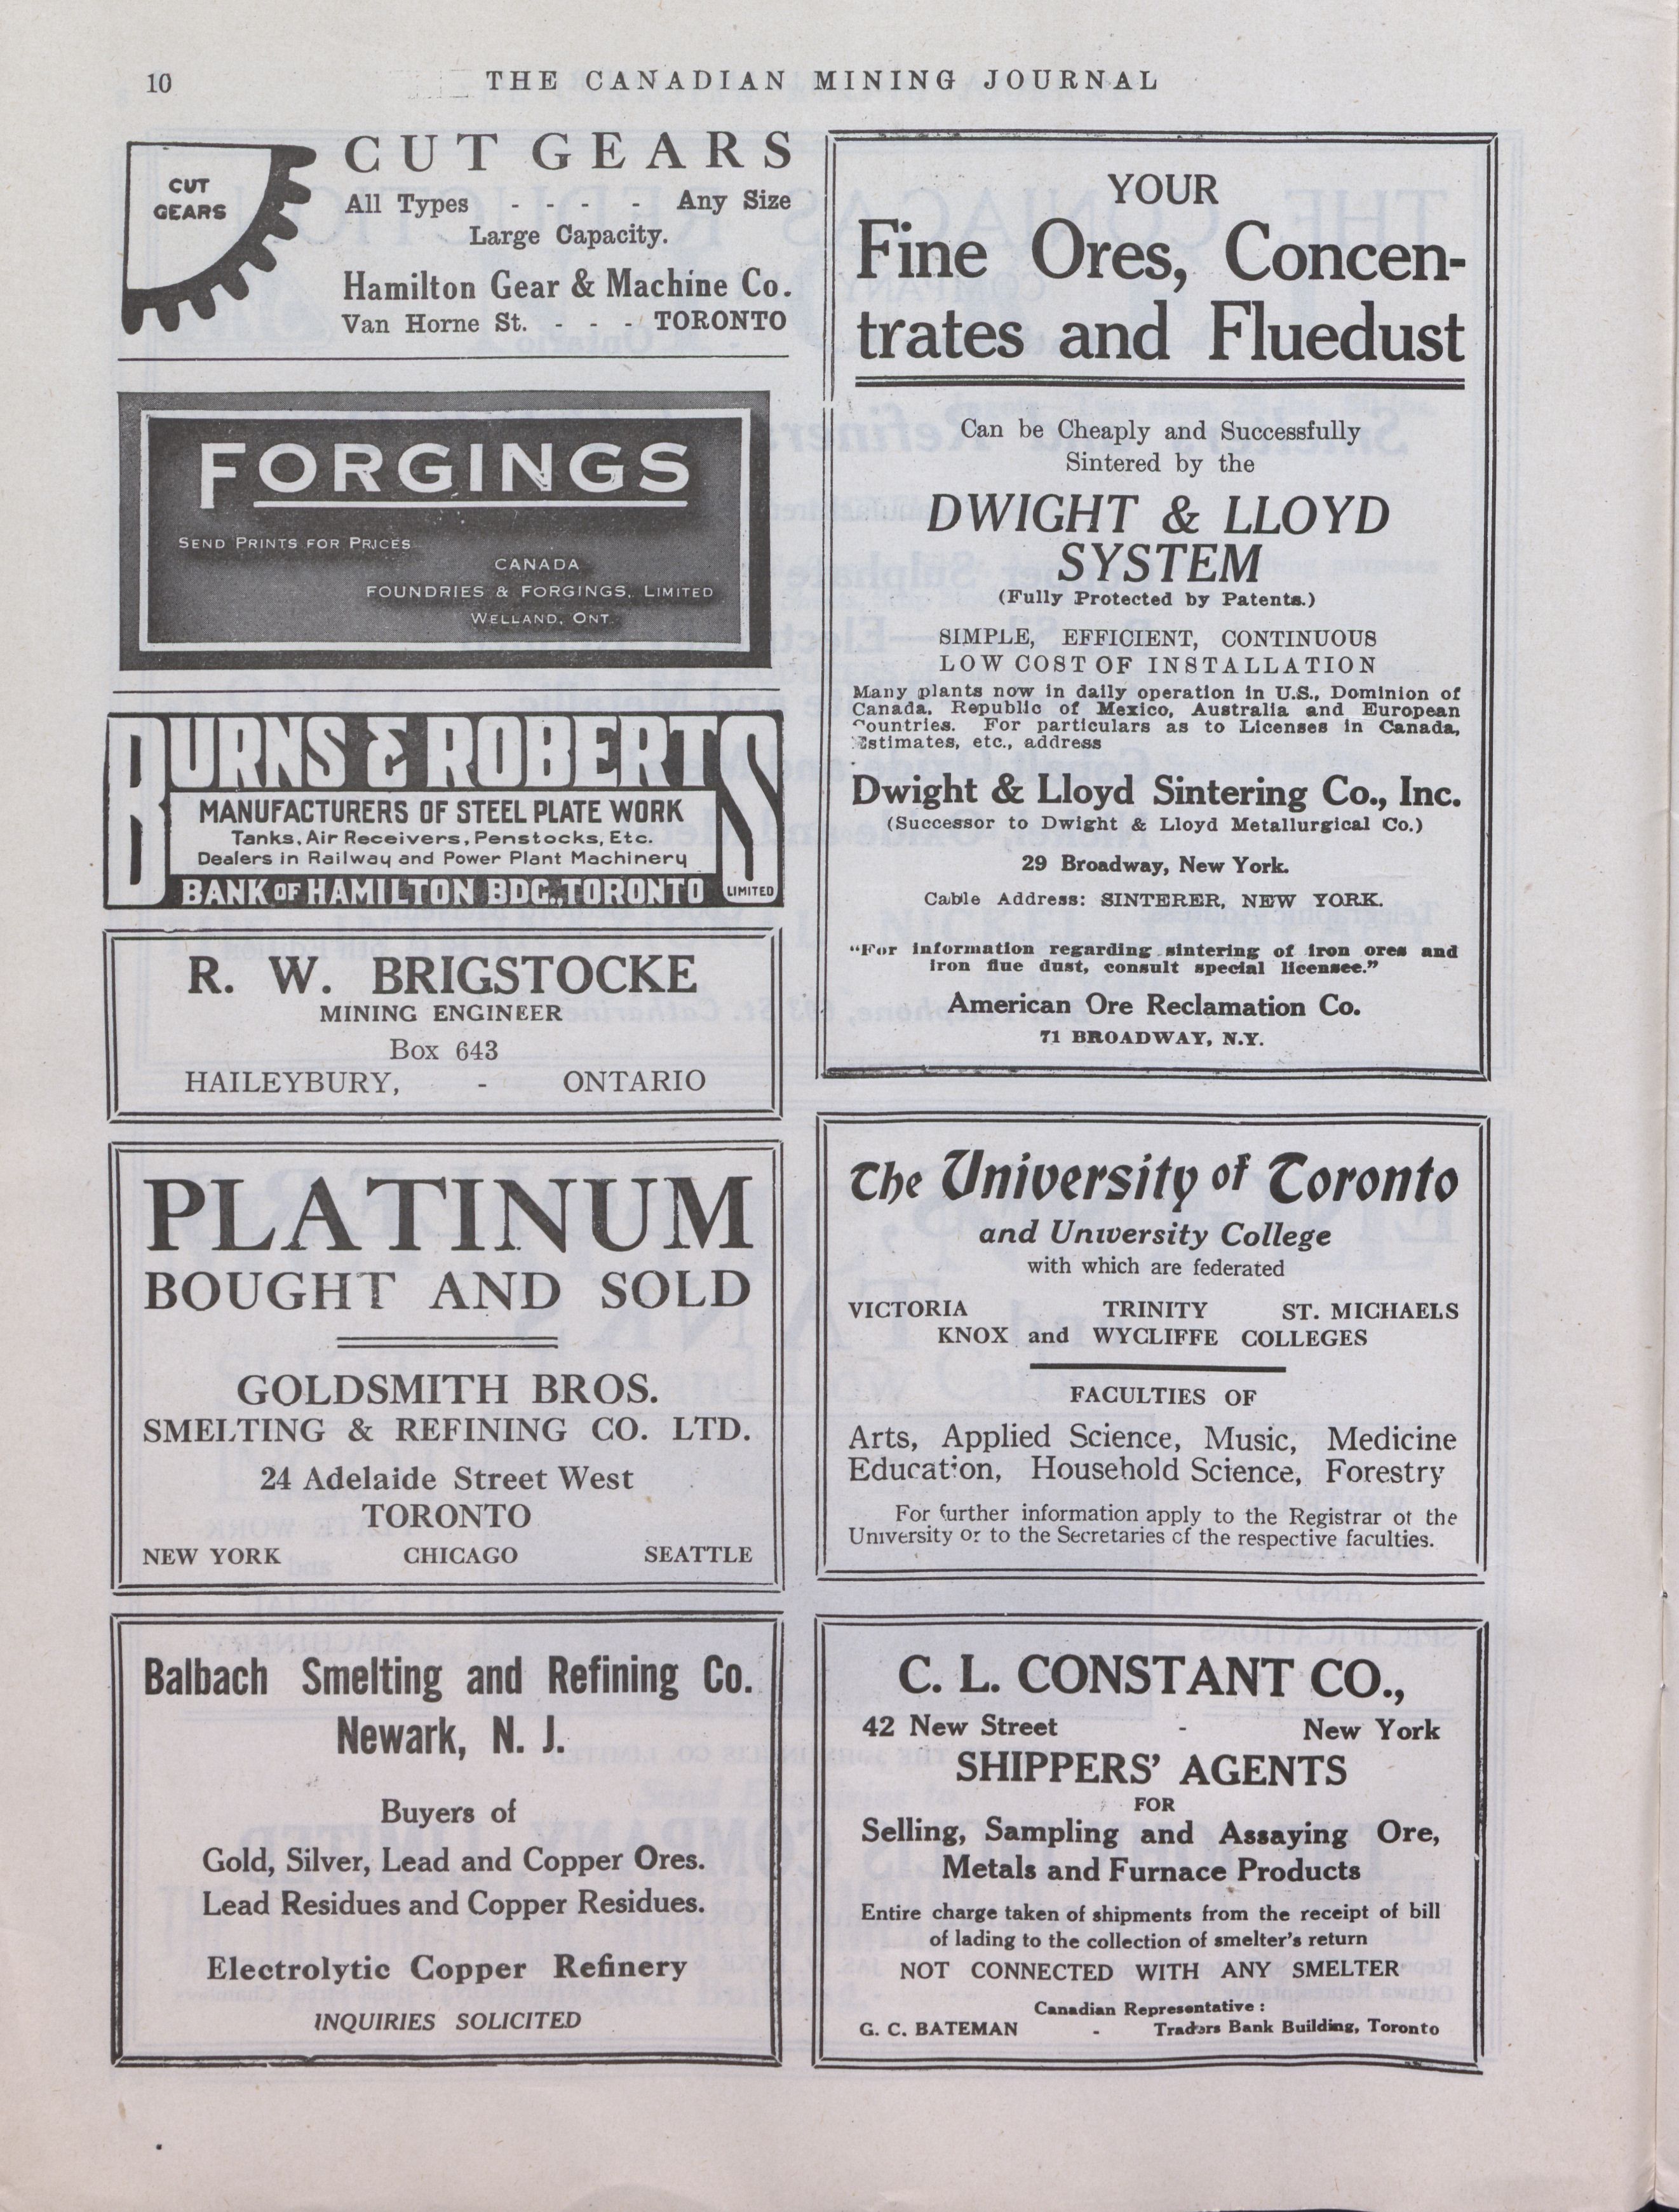 10
THE CANADIAN MINING JOURNAL
CUT
GEARS
CUT GEARS
All Types - - - - Any Size
Large Capacity.
Hamilton Gear & Machine Co.
Van Horne St. - - - TORONTO
FORGINGS
SEND PRINTS FOR PRICES
CANADA
FOUNDRIES & FORGINGS, LIMITED
WELLAND, ONT.
BURNS & ROBERTS
MANUFACTURERS OF STEEL PLATE WORK
Tanks, Air Receivers, Penstocks, Etc.
Dealers in Railway and Power Plant Machinery
BANK OF HAMILTON BDG., TORONTO LIMITED
R. W. BRIGSTOCKE
MINING ENGINEER
Box 643
HAILEYBURY, - ONTARIO
PLATINUM
BOUGHT AND SOLD
GOLDSMITH BROS.
SMELTING & REFINING CO. LTD.
24 Adelaide Street West
TORONTO
NEW YORK CHICAGO SEATTLE
Balbach Smelting and Refining Co.
Newark, N. J.
Buyers of
Gold, Silver, Lead and Copper Ores.
Lead Residues and Copper Residues.
Electrolytic Copper Refinery
INQUIRIES SOLICITED
YOUR
Fine Ores, Concen-
trates and Fluedust
Can be Cheaply and Successfully
Sintered by the
DWIGHT & LLOYD
SYSTEM
(Fully Protected by Patents.)
SIMPLE, EFFICIENT, CONTINUOUS
LOW COST OF INSTALLATION
Many plants now in daily operation in U.S., Dominion of
Canada, Republic of Mexico, Australia and European
Countries. For particulars as to Licenses in Canada,
Estimates, etc., address
Dwight & Lloyd Sintering Co., Inc.
(Successor to Dwight & Lloyd Metallurgical Co.)
29 Broadway, New York.
Cable Address: SINTERER, NEW YORK.
"For information regarding sintering of iron ores and
iron flue dust, consult special licensee."
American Ore Reclamation Co.
71 BROADWAY, N.Y.
The University of Toronto
and University College
with which are federated
VICTORIA TRINITY ST. MICHAELS
KNOX and WYCLIFFE COLLEGES
FACULTIES OF
Arts, Applied Science, Music, Medicine
Education, Household Science, Forestry
For further information apply to the Registrar of the
University or to the Secretaries of the respective faculties.
C. L. CONSTANT CO.,
42 New Street - New York
SHIPPERS' AGENTS
FOR
Selling, Sampling and Assaying Ore,
Metals and Furnace Products
Entire charge taken of shipments from the receipt of bill
of lading to the collection of smelter's return
NOT CONNECTED WITH ANY SMELTER
Canadian Representative:
G. C. BATEMAN - Traders Bank Building, Toronto